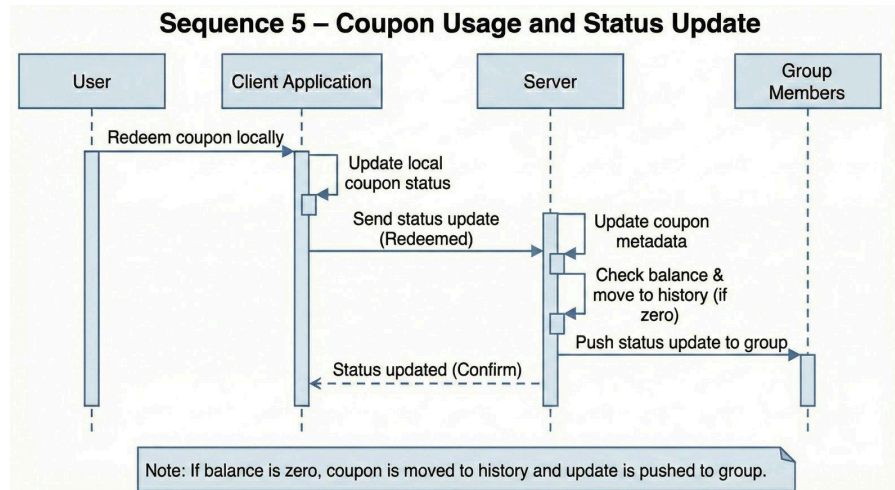 Sequence 5 – Coupon Usage and Status Update
User
Client Application
Server
Group
Members
Redeem coupon locally
Update local
coupon status
Send status update
(Redeemed)
Update coupon
metadata
Check balance &
move to history (if
zero)
Push status update to group
Status updated (Confirm)
Note: If balance is zero, coupon is moved to history and update is pushed to group.